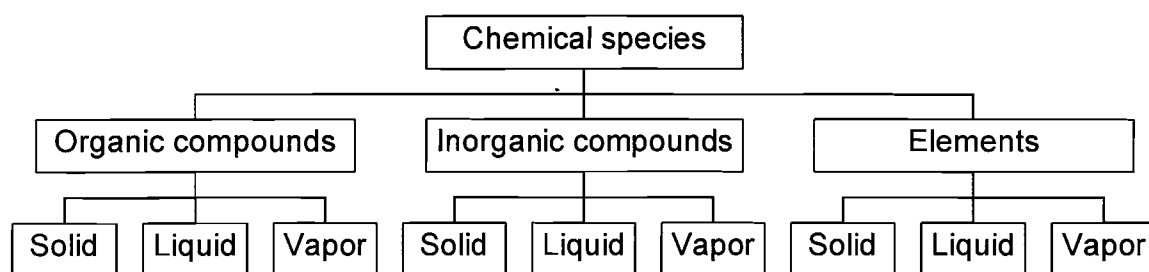 Chemical species
Organic compounds
Inorganic compounds
Elements
Solid
Liquid
Vapor
Solid
Liquid
Vapor
Solid
Liquid
Vapor